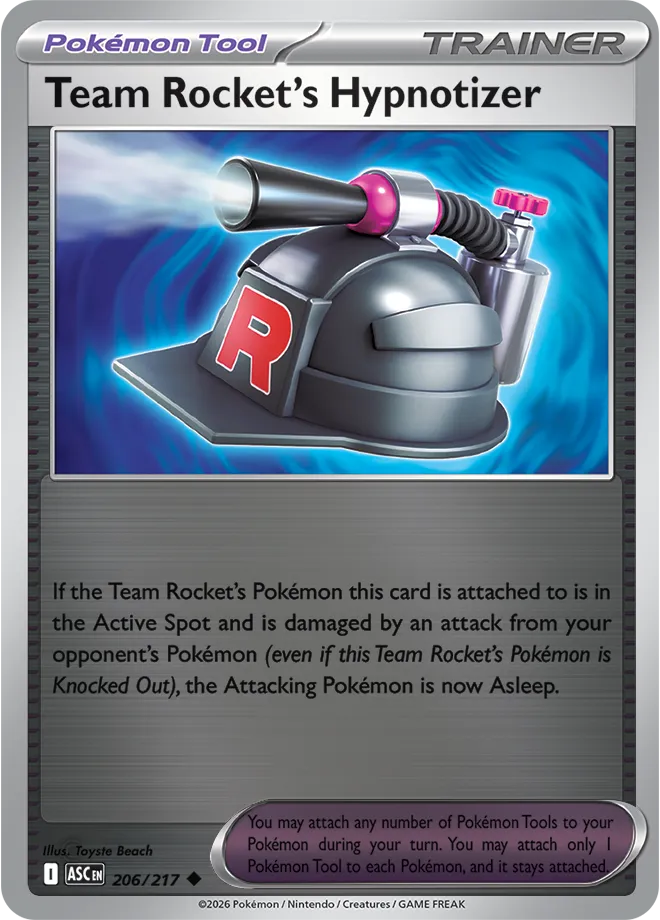 Pokémon Tool
TRAINER
Team Rocket's Hypnotizer
R
If the Team Rocket's Pokémon this card is attached to is in
the Active Spot and is damaged by an attack from your
opponent's Pokémon (even if this Team Rocket's Pokémon is
Knocked Out), the Attacking Pokémon is now Asleep.
You may attach any number of Pokémon Tools to your
Pokémon during your turn. You may attach only 1
Pokémon Tool to each Pokémon, and it stays attached.
Illus. Toyste Beach
I ASC EN 206/217
©2026 Pokémon / Nintendo / Creatures / GAME FREAK